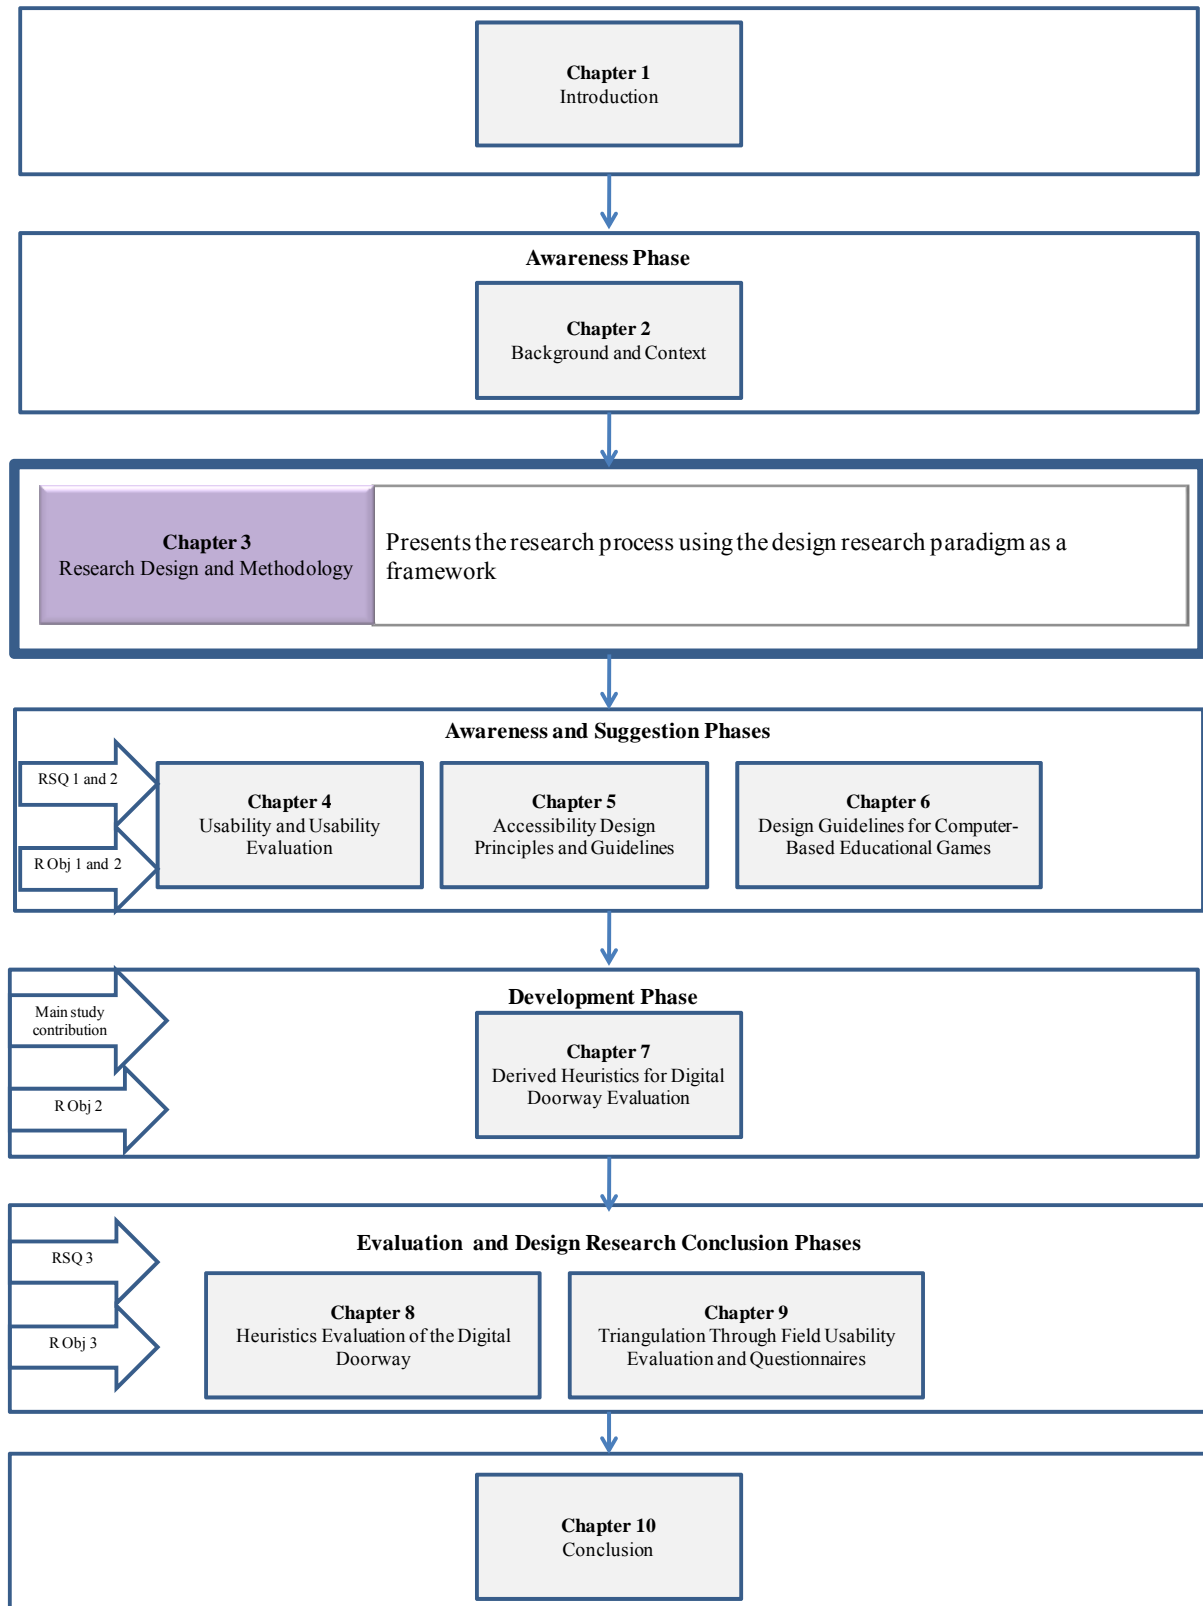 Chapter 1
Introduction
Awareness Phase
Chapter 2
Background and Context
Chapter 3
Research Design and Methodology
Presents the research process using the design research paradigm as a
framework
Awareness and Suggestion Phases
RSQ 1 and 2
R Obj 1 and 2
Chapter 4
Usability and Usability
Evaluation
Chapter 5
Accessibility Design
Principles and Guidelines
Chapter 6
Design Guidelines for Computer-
Based Educational Games
Development Phase
Main study
contribution
R Obj 2
Chapter 7
Derived Heuristics for Digital
Doorway Evaluation
Evaluation and Design Research Conclusion Phases
RSQ 3
R Obj 3
Chapter 8
Heuristics Evaluation of the Digital
Doorway
Chapter 9
Triangulation Through Field Usability
Evaluation and Questionnaires
Chapter 10
Conclusion